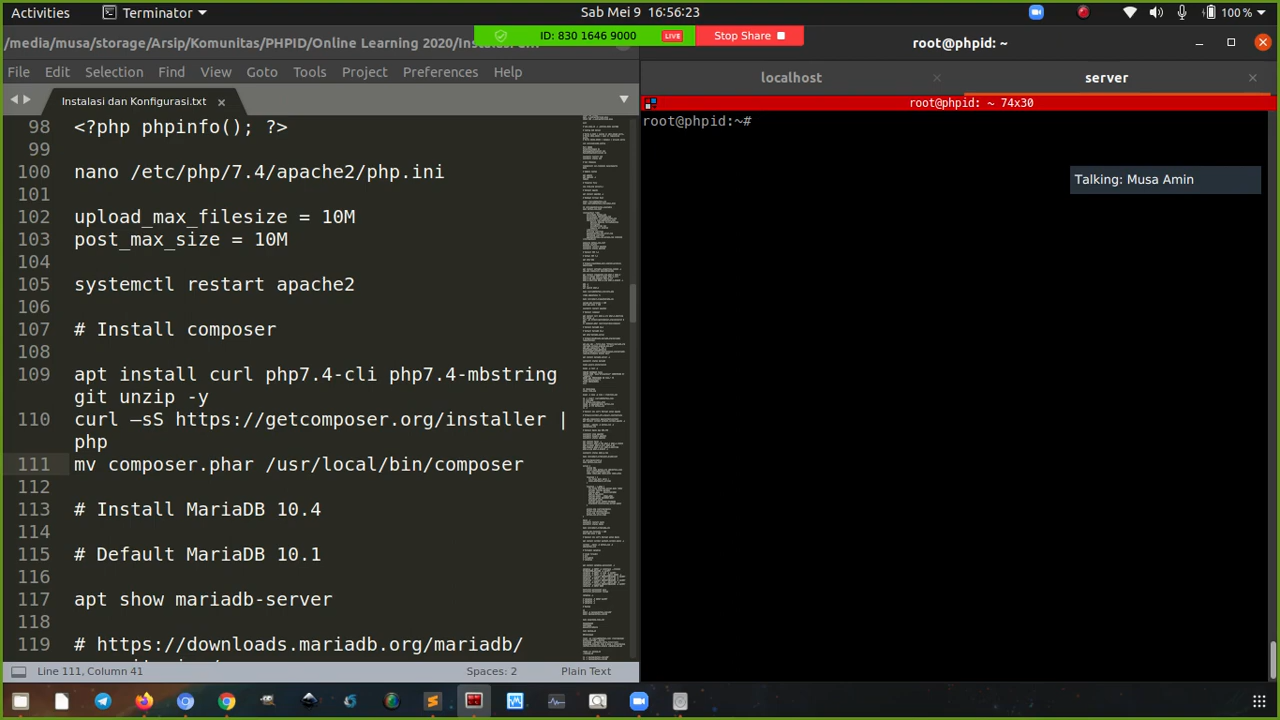 Activities
Terminator
Sab Mei 9 16:56:23
100 %
/media/musa/storage/Arsip/Komunitas/PHPID/Online Learning 2020/
ID: 830 1646 9000
LIVE
Stop Share
root@phpid: ~
File Edit Selection Find View Goto Tools Project Preferences Help
localhost
server
Instalasi dan Konfigurasi.txt
root@phpid: ~ 74x30
root@phpid:~#
Talking: Musa Amin
98 <?php phpinfo(); ?>
99
100 nano /etc/php/7.4/apache2/php.ini
101
102 upload_max_filesize = 10M
103 post_max_size = 10M
104
105 systemctl restart apache2
106
107 # Install composer
108
109 apt install curl php7.4-cli php7.4-mbstring
git unzip -y
110 curl –sS https://getcomposer.org/installer |
php
111 mv composer.phar /usr/local/bin/composer
112
113 # Install MariaDB 10.4
114
115 # Default MariaDB 10.1
116
117 apt show mariadb-server
118
119 # https://downloads.mariadb.org/mariadb/
Line 111, Column 41
Spaces: 2
Plain Text